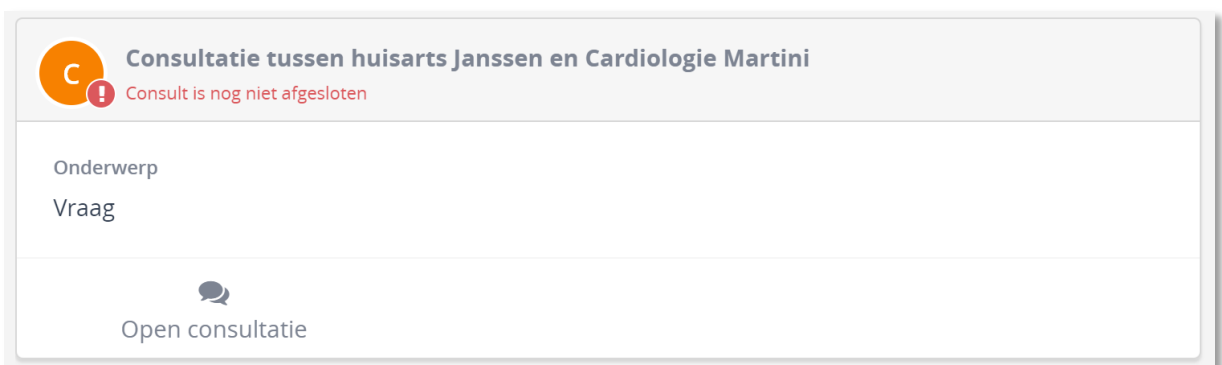 C
!
Consultatie tussen huisarts Janssen en Cardiologie Martini
Consult is nog niet afgesloten
Onderwerp
Vraag
Open consultatie